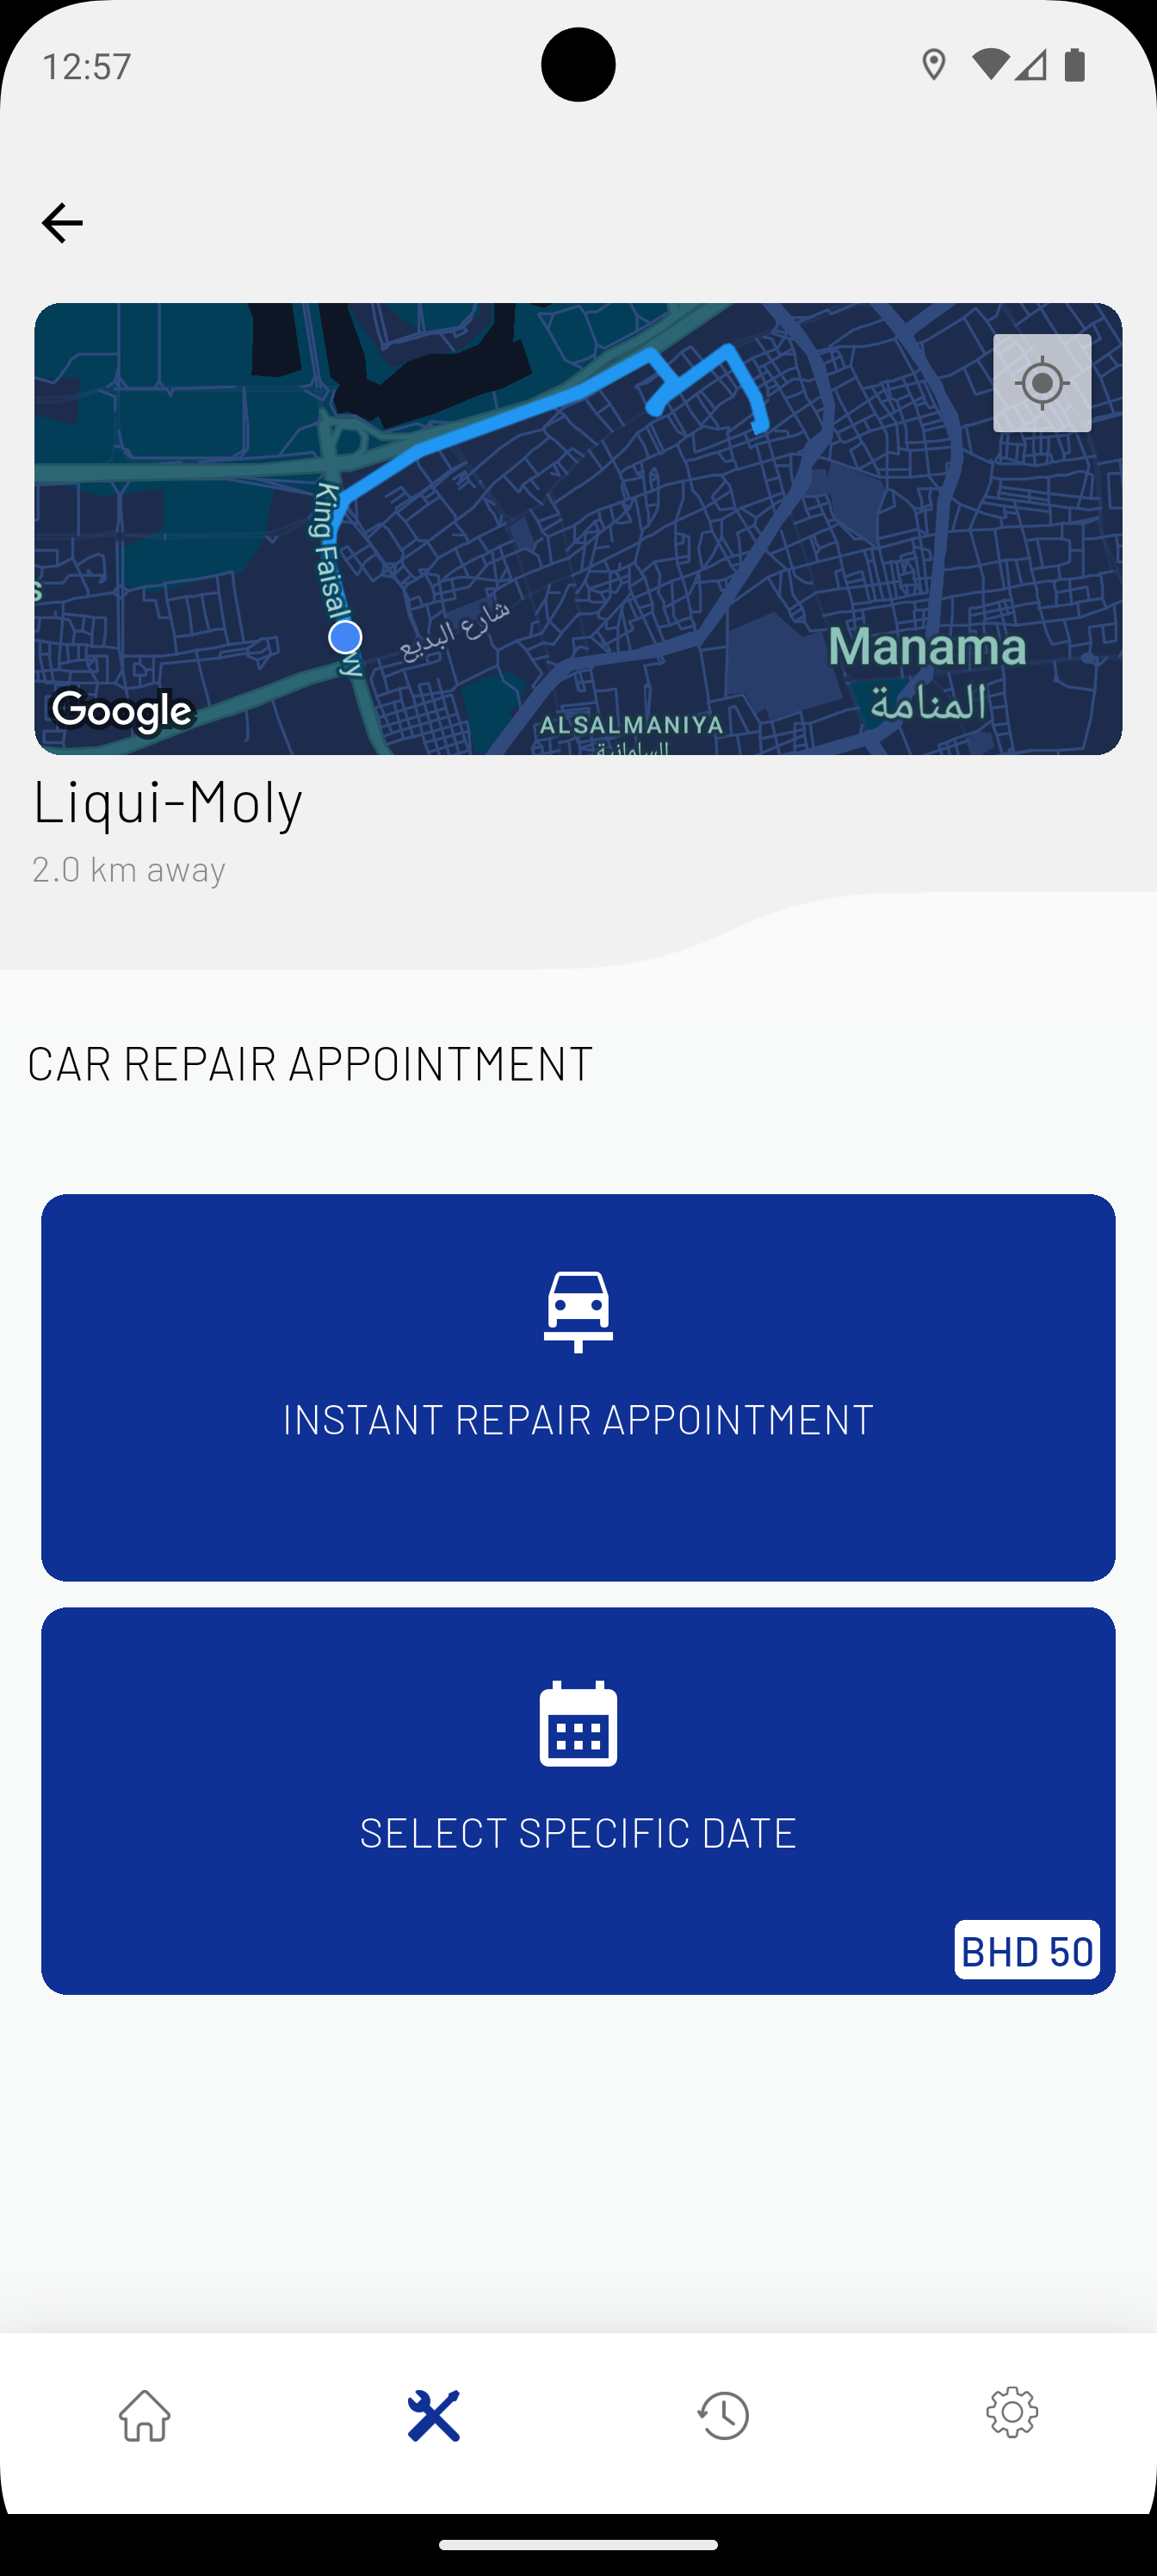 12:57
King Faisal
wy
شارع البديع
Manama
المنامة
ALSALMANIYA
Google
Liqui-Moly
2.0 km away
CAR REPAIR APPOINTMENT
INSTANT REPAIR APPOINTMENT
SELECT SPECIFIC DATE
BHD 50